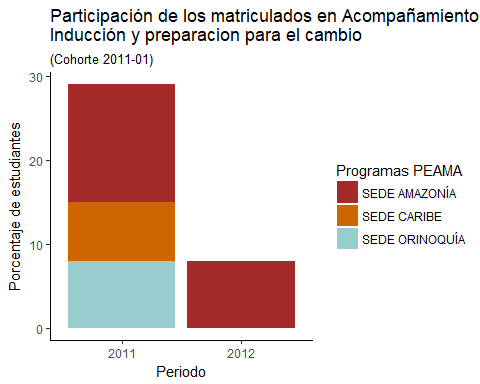 Participación de los matriculados en Acompañamiento
Inducción y preparacion para el cambio
(Cohorte 2011-01)
Porcentaje de estudiantes
30
20
10
0
2011
2012
Periodo
Programas PEAMA
SEDE AMAZONÍA
SEDE CARIBE
SEDE ORINOQUÍA